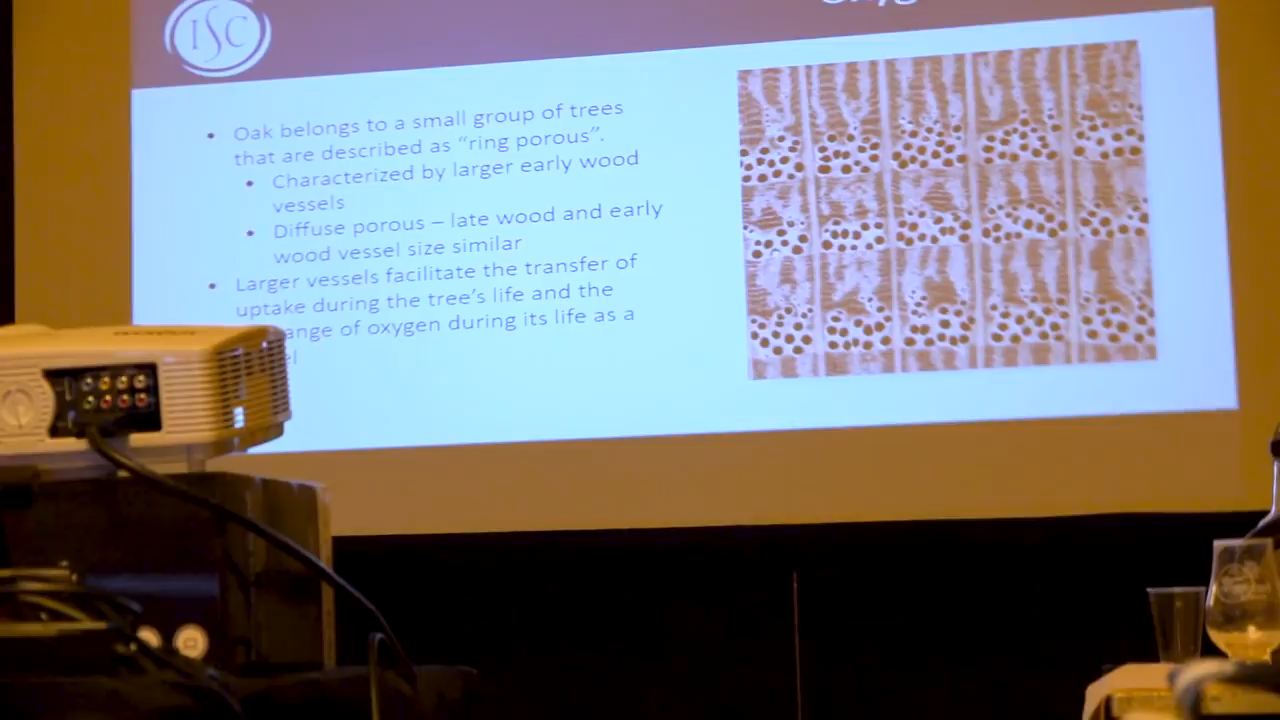 ISC
Oak belongs to a small group of trees
that are described as “ring porous”.
Characterized by larger early wood
vessels
Diffuse porous – late wood and early
wood vessel size similar
Larger vessels facilitate the transfer of
uptake during the tree’s life and the
ange of oxygen during its life as a
el